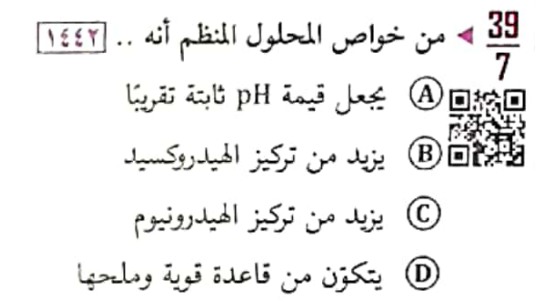 39/7 ◄ من خواص المحلول المنظم أنه .. ١٤٤٢
A يجعل قيمة pH ثابتة تقريبًا
B يزيد من تركيز الهيدروكسيد
C يزيد من تركيز الهيدرونيوم
D يتكوّن من قاعدة قوية وملحها